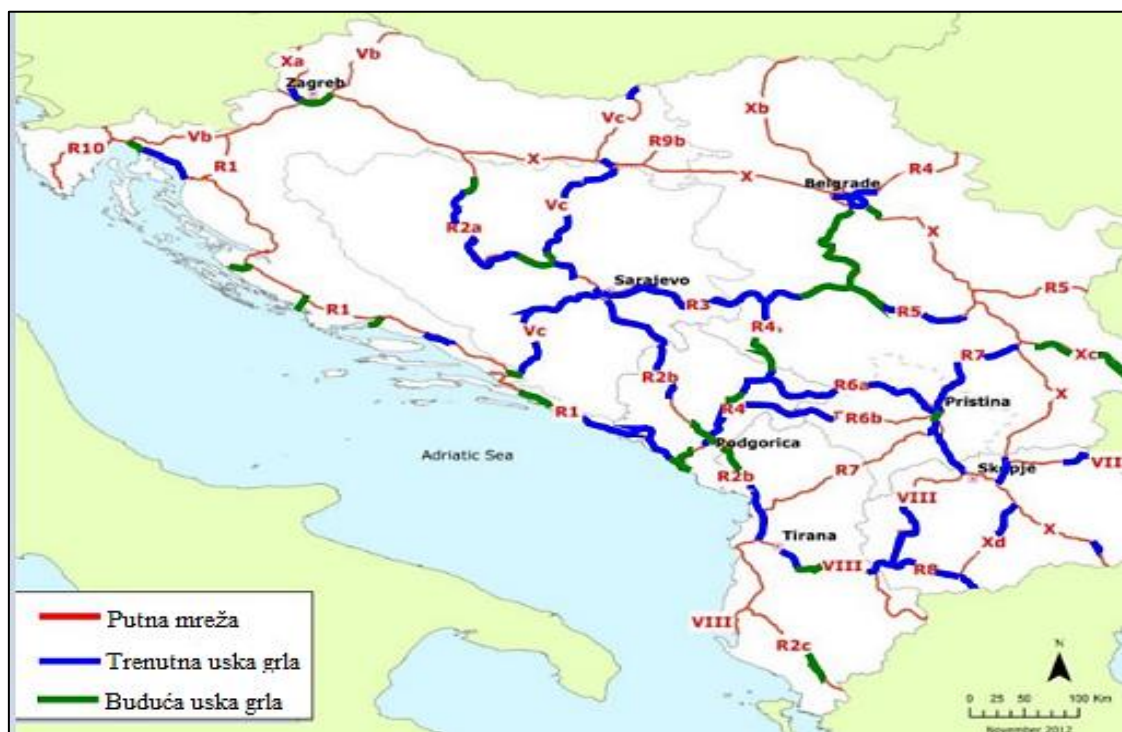 Xa
Vb
Zagreb
Vb
R10
R1
Vc
R9b
X
X
Xb
R4
Belgrade
R2a
Vc
X
Sarajevo
R3
R5
R5
R1
Vc
R4
R7
Xc
R2b
R6a
Pristina
X
R4
R6b
R1
Podgorica
Adriatic Sea
R2b
R7
Skopje
VII
VIII
Tirana
X
Xd
VIII
R8
VIII
R2c
Putna mreža
Trenutna uska grla
Buduća uska grla
N
0 25 50 100 Km
November 2012